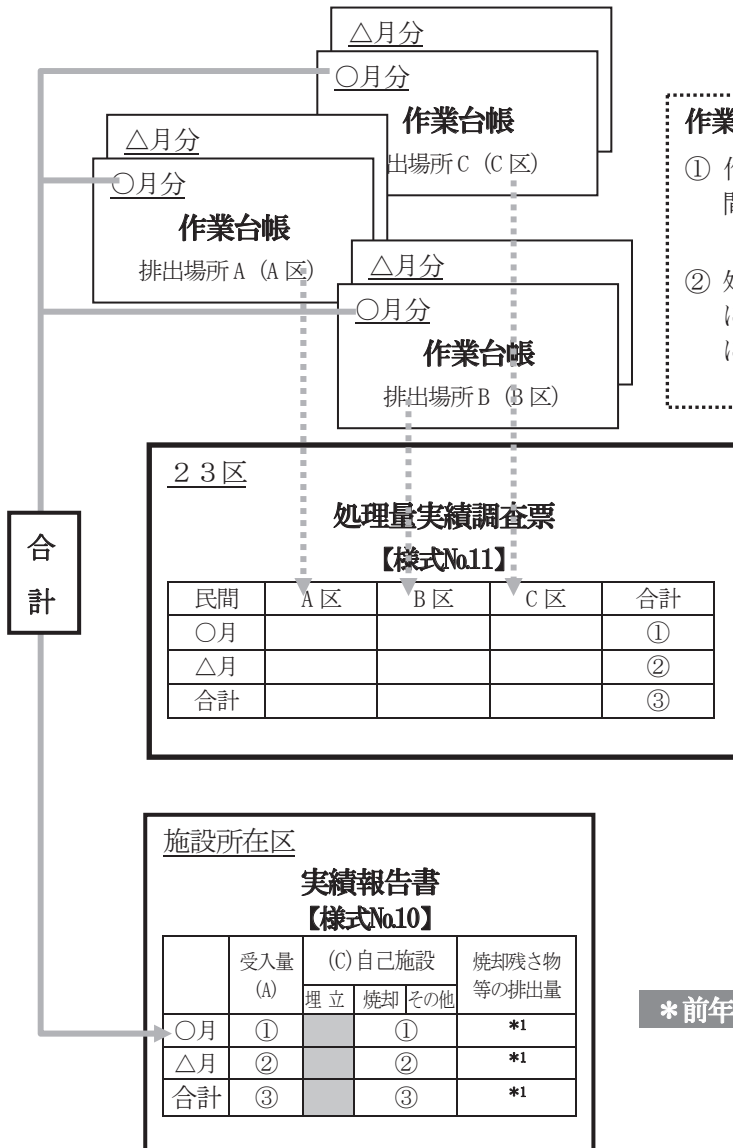 △月分
○月分
作業台帳
出場所C (C区)
△月分
○月分
作業台帳
排出場所A (A区)
△月分
○月分
作業台帳
排出場所B (B区)
作業
①
間
② 処
に
に
合計
23区
処理量実績調査票
【様式No.11】
民間 A区 B区 C区 合計
○月 ①
△月 ②
合計 ③
施設所在区
実績報告書
【様式No.10】
受入量(A) (C)自己施設 焼却残さ物等の排出量
埋立 焼却 その他
○月 ① ① *1
△月 ② ② *1
合計 ③ ③ *1
*前年